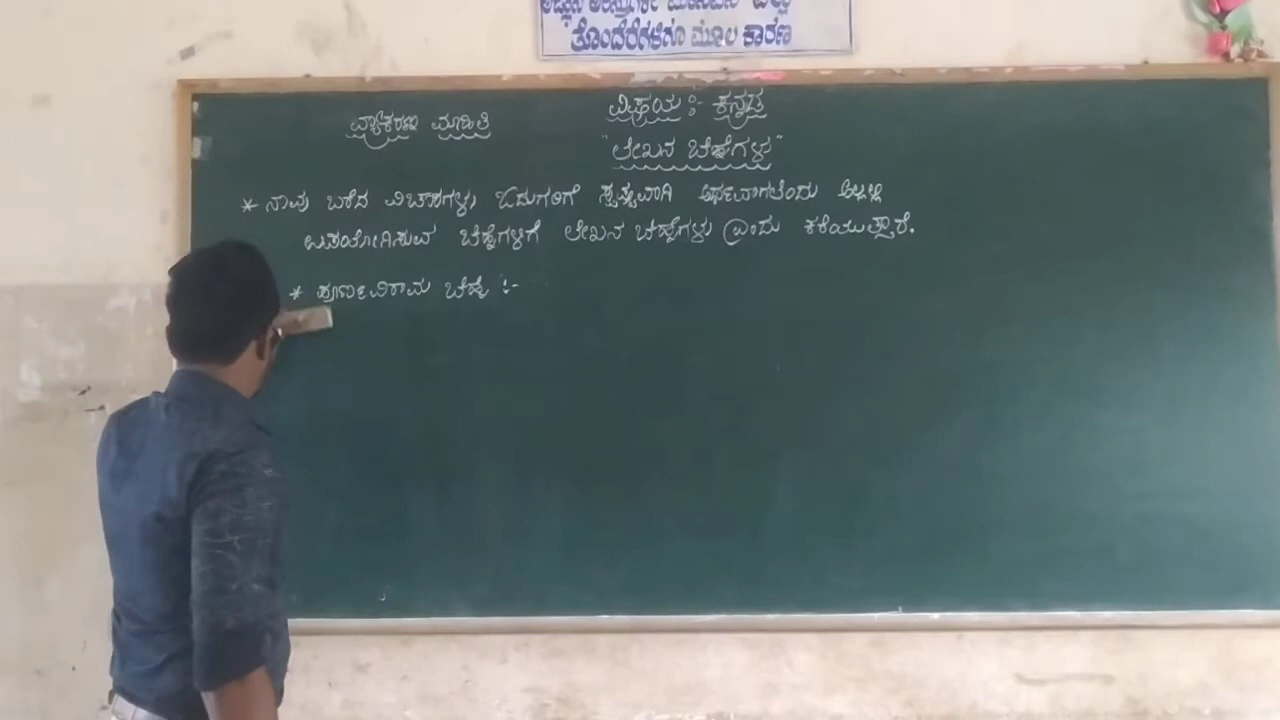 ತೊಂದರೆಗಳಿಗೂ ಮೂಲ ಕಾರಣ
ವ್ಯಾಕರಣ ಮಾಹಿತಿ
ವಿಷಯ :- ಕನ್ನಡ
"ಲೇಖನ ಚಿಹ್ನೆಗಳು"
* ನಾವು ಬರೆದ ವಿಚಾರಗಳು ಓದುಗರಿಗೆ ಸ್ಪಷ್ಟವಾಗಿ ಅರ್ಥವಾಗಲೆಂದು ಅಲ್ಲಲ್ಲಿ
ಉಪಯೋಗಿಸುವ ಚಿಹ್ನೆಗಳಿಗೆ ಲೇಖನ ಚಿಹ್ನೆಗಳು ಎಂದು ಕರೆಯುತ್ತಾರೆ.
* ಪೂರ್ಣವಿರಾಮ ಚಿಹ್ನೆ :-